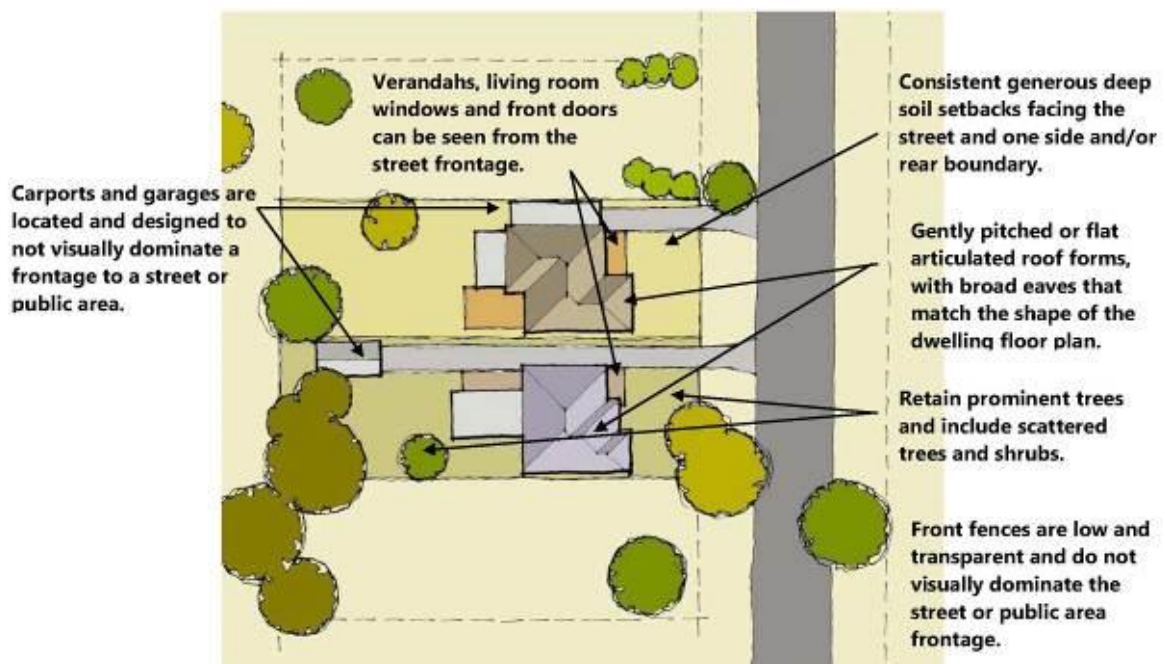 Verandahs, living room
windows and front doors
can be seen from the
street frontage.
Consistent generous deep
soil setbacks facing the
street and one side and/or
rear boundary.
Carports and garages are
located and designed to
not visually dominate a
frontage to a street or
public area.
Gently pitched or flat
articulated roof forms,
with broad eaves that
match the shape of the
dwelling floor plan.
Retain prominent trees
and include scattered
trees and shrubs.
Front fences are low and
transparent and do not
visually dominate the
street or public area
frontage.